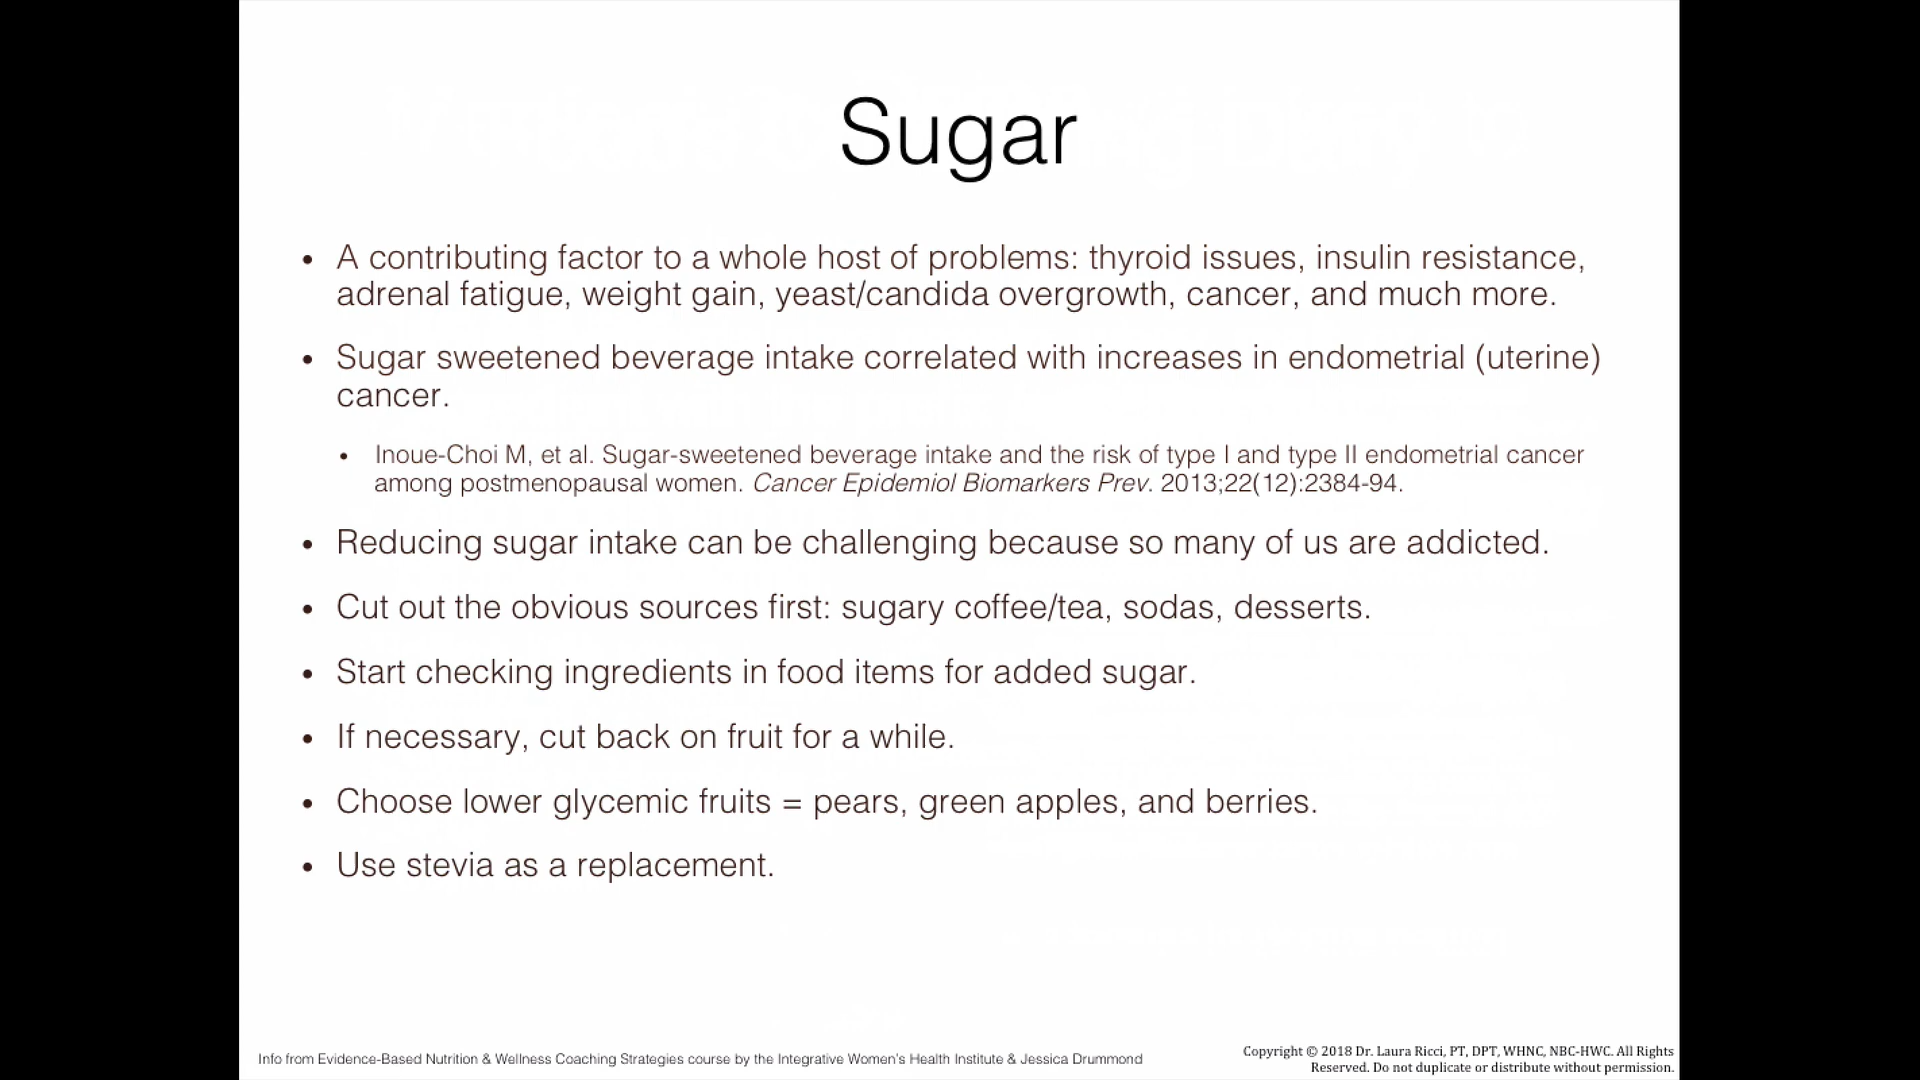 Sugar
• A contributing factor to a whole host of problems: thyroid issues, insulin resistance,
adrenal fatigue, weight gain, yeast/candida overgrowth, cancer, and much more.
• Sugar sweetened beverage intake correlated with increases in endometrial (uterine)
cancer.
• Inoue-Choi M, et al. Sugar-sweetened beverage intake and the risk of type I and type II endometrial cancer
among postmenopausal women. Cancer Epidemiol Biomarkers Prev. 2013;22(12):2384-94.
• Reducing sugar intake can be challenging because so many of us are addicted.
• Cut out the obvious sources first: sugary coffee/tea, sodas, desserts.
• Start checking ingredients in food items for added sugar.
• If necessary, cut back on fruit for a while.
• Choose lower glycemic fruits = pears, green apples, and berries.
• Use stevia as a replacement.
Info from Evidence-Based Nutrition & Wellness Coaching Strategies course by the Integrative Women's Health Institute & Jessica Drummond
Copyright © 2018 Dr. Laura Ricci, PT, DPT, WHNC, NBC-HWC. All Rights
Reserved. Do not duplicate or distribute without permission.